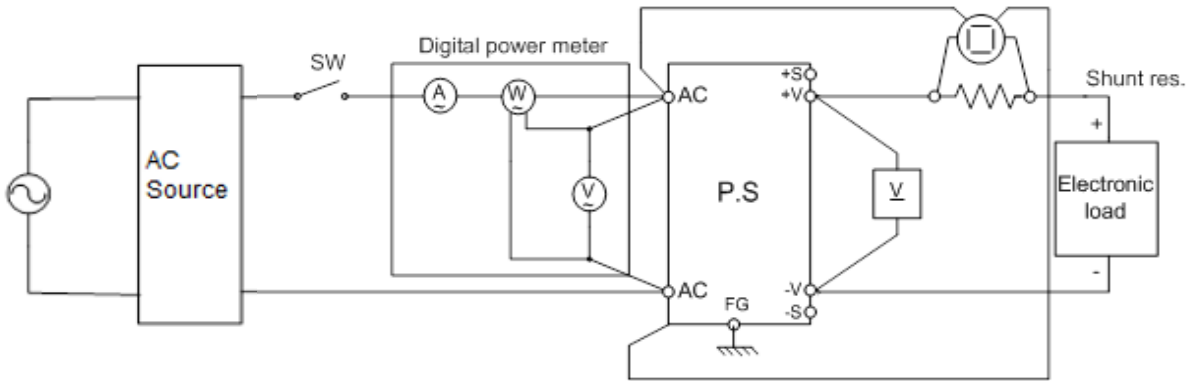 Digital power meter
SW
A
~
W
~
V
~
AC
Source
AC
AC
P.S
+S
+V
-V
-S
FG
V
Shunt res.
+
Electronic
load
-